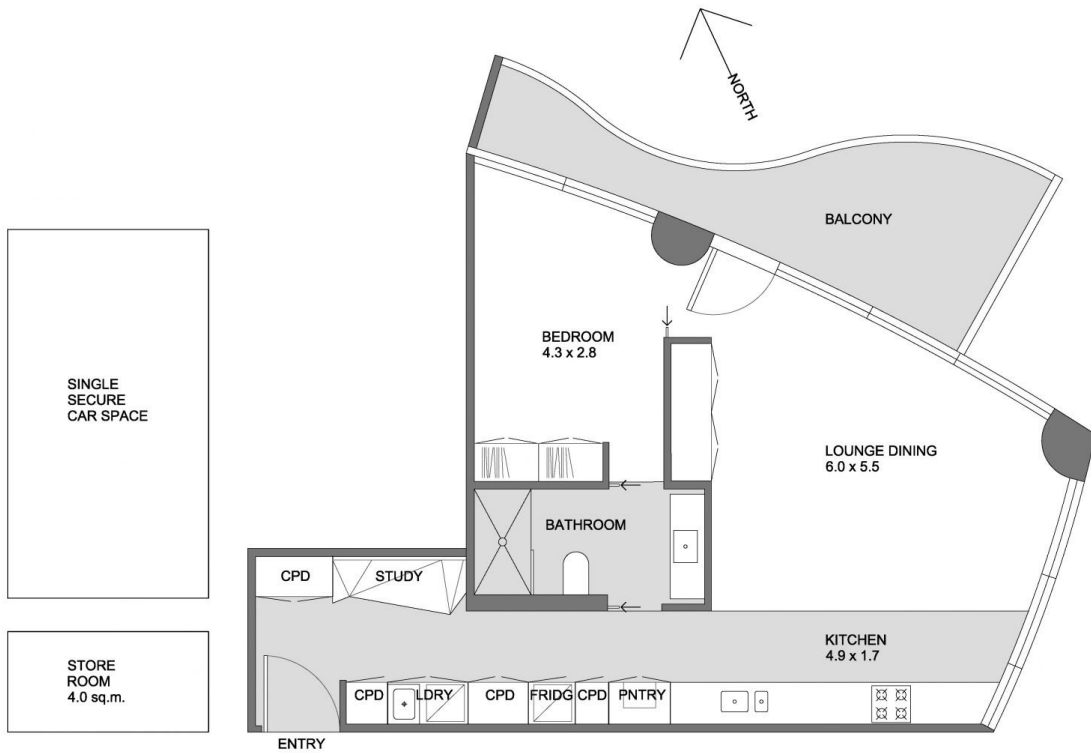 NORTH
BALCONY
BEDROOM
4.3 x 2.8
SINGLE
SECURE
CAR SPACE
LOUNGE DINING
6.0 x 5.5
BATHROOM
CPD
STUDY
KITCHEN
4.9 x 1.7
STORE
ROOM
4.0 sq.m.
CPD
LDRY
CPD
FRIDG
CPD
PNTRY
ENTRY